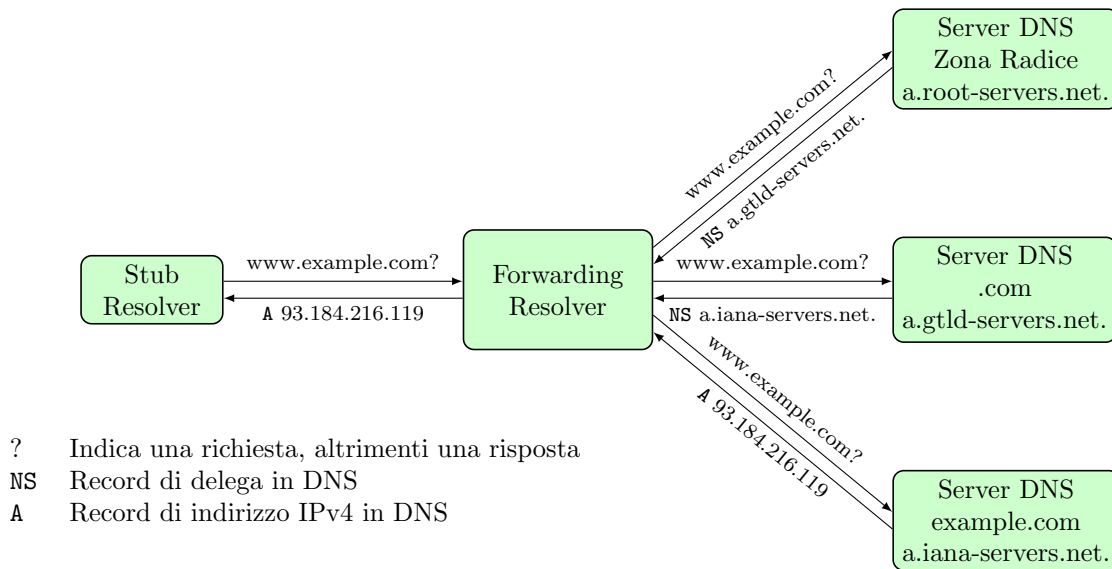 Server DNS
Zona Radice
a.root-servers.net.
www.example.com?
NS a.gtld-servers.net.
Stub
Resolver
www.example.com?
A 93.184.216.119
Forwarding
Resolver
www.example.com?
NS a.iana-servers.net.
Server DNS
.com
a.gtld-servers.net.
www.example.com?
A 93.184.216.119
Server DNS
example.com
a.iana-servers.net.
? Indica una richiesta, altrimenti una risposta
NS Record di delega in DNS
A Record di indirizzo IPv4 in DNS